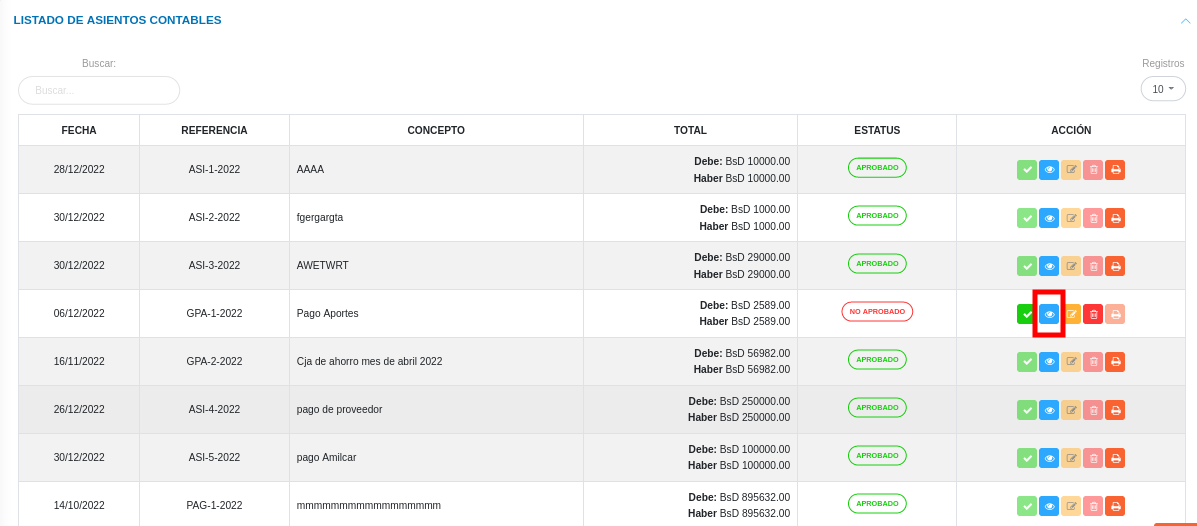 LISTADO DE ASIENTOS CONTABLES
Buscar:
Registros
Buscar...
10
FECHA REFERENCIA CONCEPTO TOTAL ESTATUS ACCIÓN
28/12/2022 ASI-1-2022 AAAA Debe: BsD 10000.00 APROBADO
Haber BsD 10000.00
30/12/2022 ASI-2-2022 fgergargta Debe: BsD 1000.00 APROBADO
Haber BsD 1000.00
30/12/2022 ASI-3-2022 AWETWRT Debe: BsD 29000.00 APROBADO
Haber BsD 29000.00
06/12/2022 GPA-1-2022 Pago Aportes Debe: BsD 2589.00 NO APROBADO
Haber BsD 2589.00
16/11/2022 GPA-2-2022 Cja de ahorro mes de abril 2022 Debe: BsD 56982.00 APROBADO
Haber BsD 56982.00
26/12/2022 ASI-4-2022 pago de proveedor Debe: BsD 250000.00 APROBADO
Haber BsD 250000.00
30/12/2022 ASI-5-2022 pago Amilcar Debe: BsD 100000.00 APROBADO
Haber BsD 100000.00
14/10/2022 PAG-1-2022 mmmmmmmmmmmmmmmmm Debe: BsD 895632.00 APROBADO
Haber BsD 895632.00